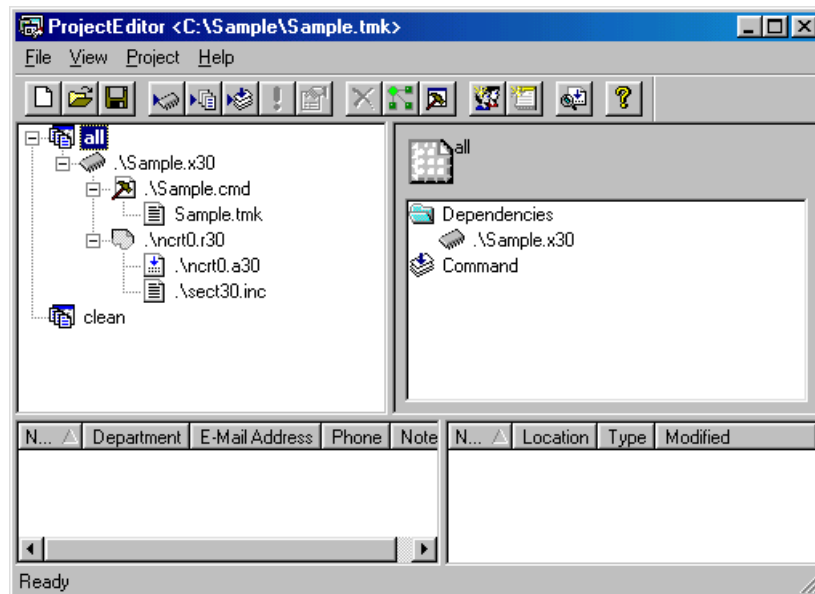 ProjectEditor <C:\Sample\Sample.tmk>
File View Project Help
all
.\Sample.x30
.\Sample.cmd
Sample.tmk
.\ncrt0.r30
.\ncrt0.a30
.\sect30.inc
clean
all
Dependencies
.\Sample.x30
Command
N... Department E-Mail Address Phone Note
N... Location Type Modified
Ready